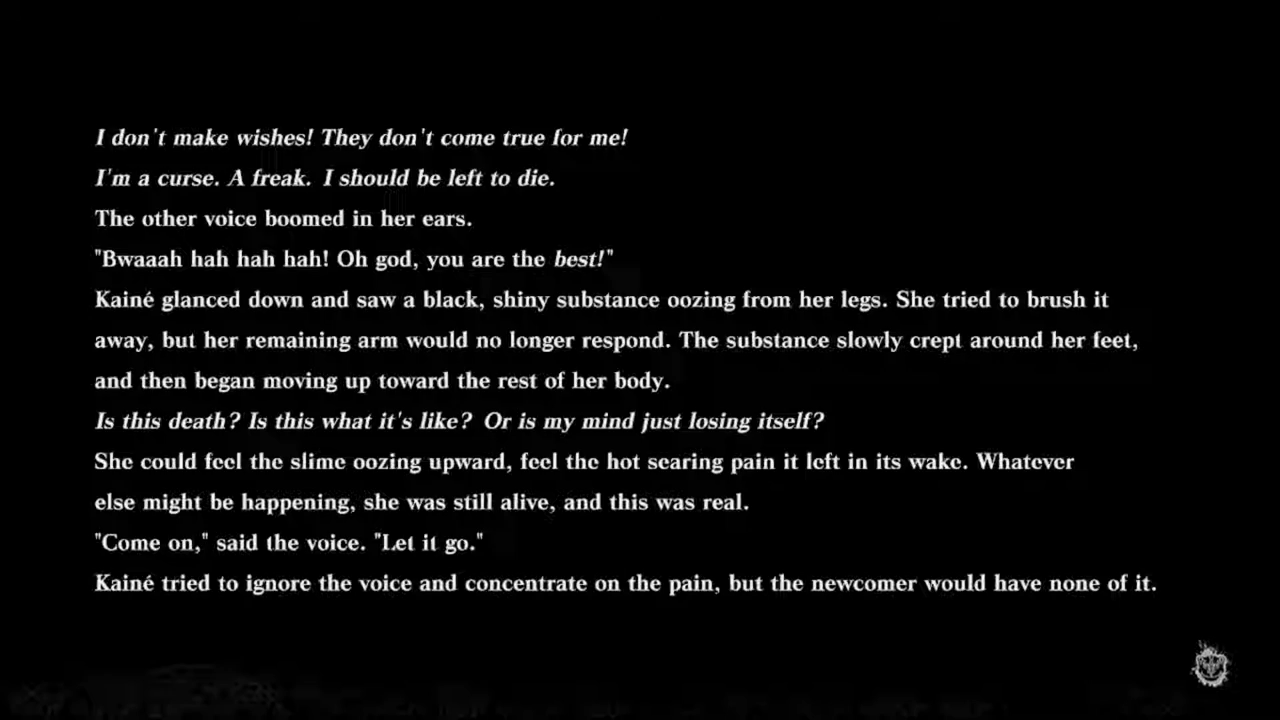 I don't make wishes! They don't come true for me!
I'm a curse. A freak. I should be left to die.
The other voice boomed in her ears.
"Bwaaah hah hah hah! Oh god, you are the best!"
Kainé glanced down and saw a black, shiny substance oozing from her legs. She tried to brush it
away, but her remaining arm would no longer respond. The substance slowly crept around her feet,
and then began moving up toward the rest of her body.
Is this death? Is this what it's like? Or is my mind just losing itself?
She could feel the slime oozing upward, feel the hot searing pain it left in its wake. Whatever
else might be happening, she was still alive, and this was real.
"Come on," said the voice. "Let it go."
Kainé tried to ignore the voice and concentrate on the pain, but the newcomer would have none of it.